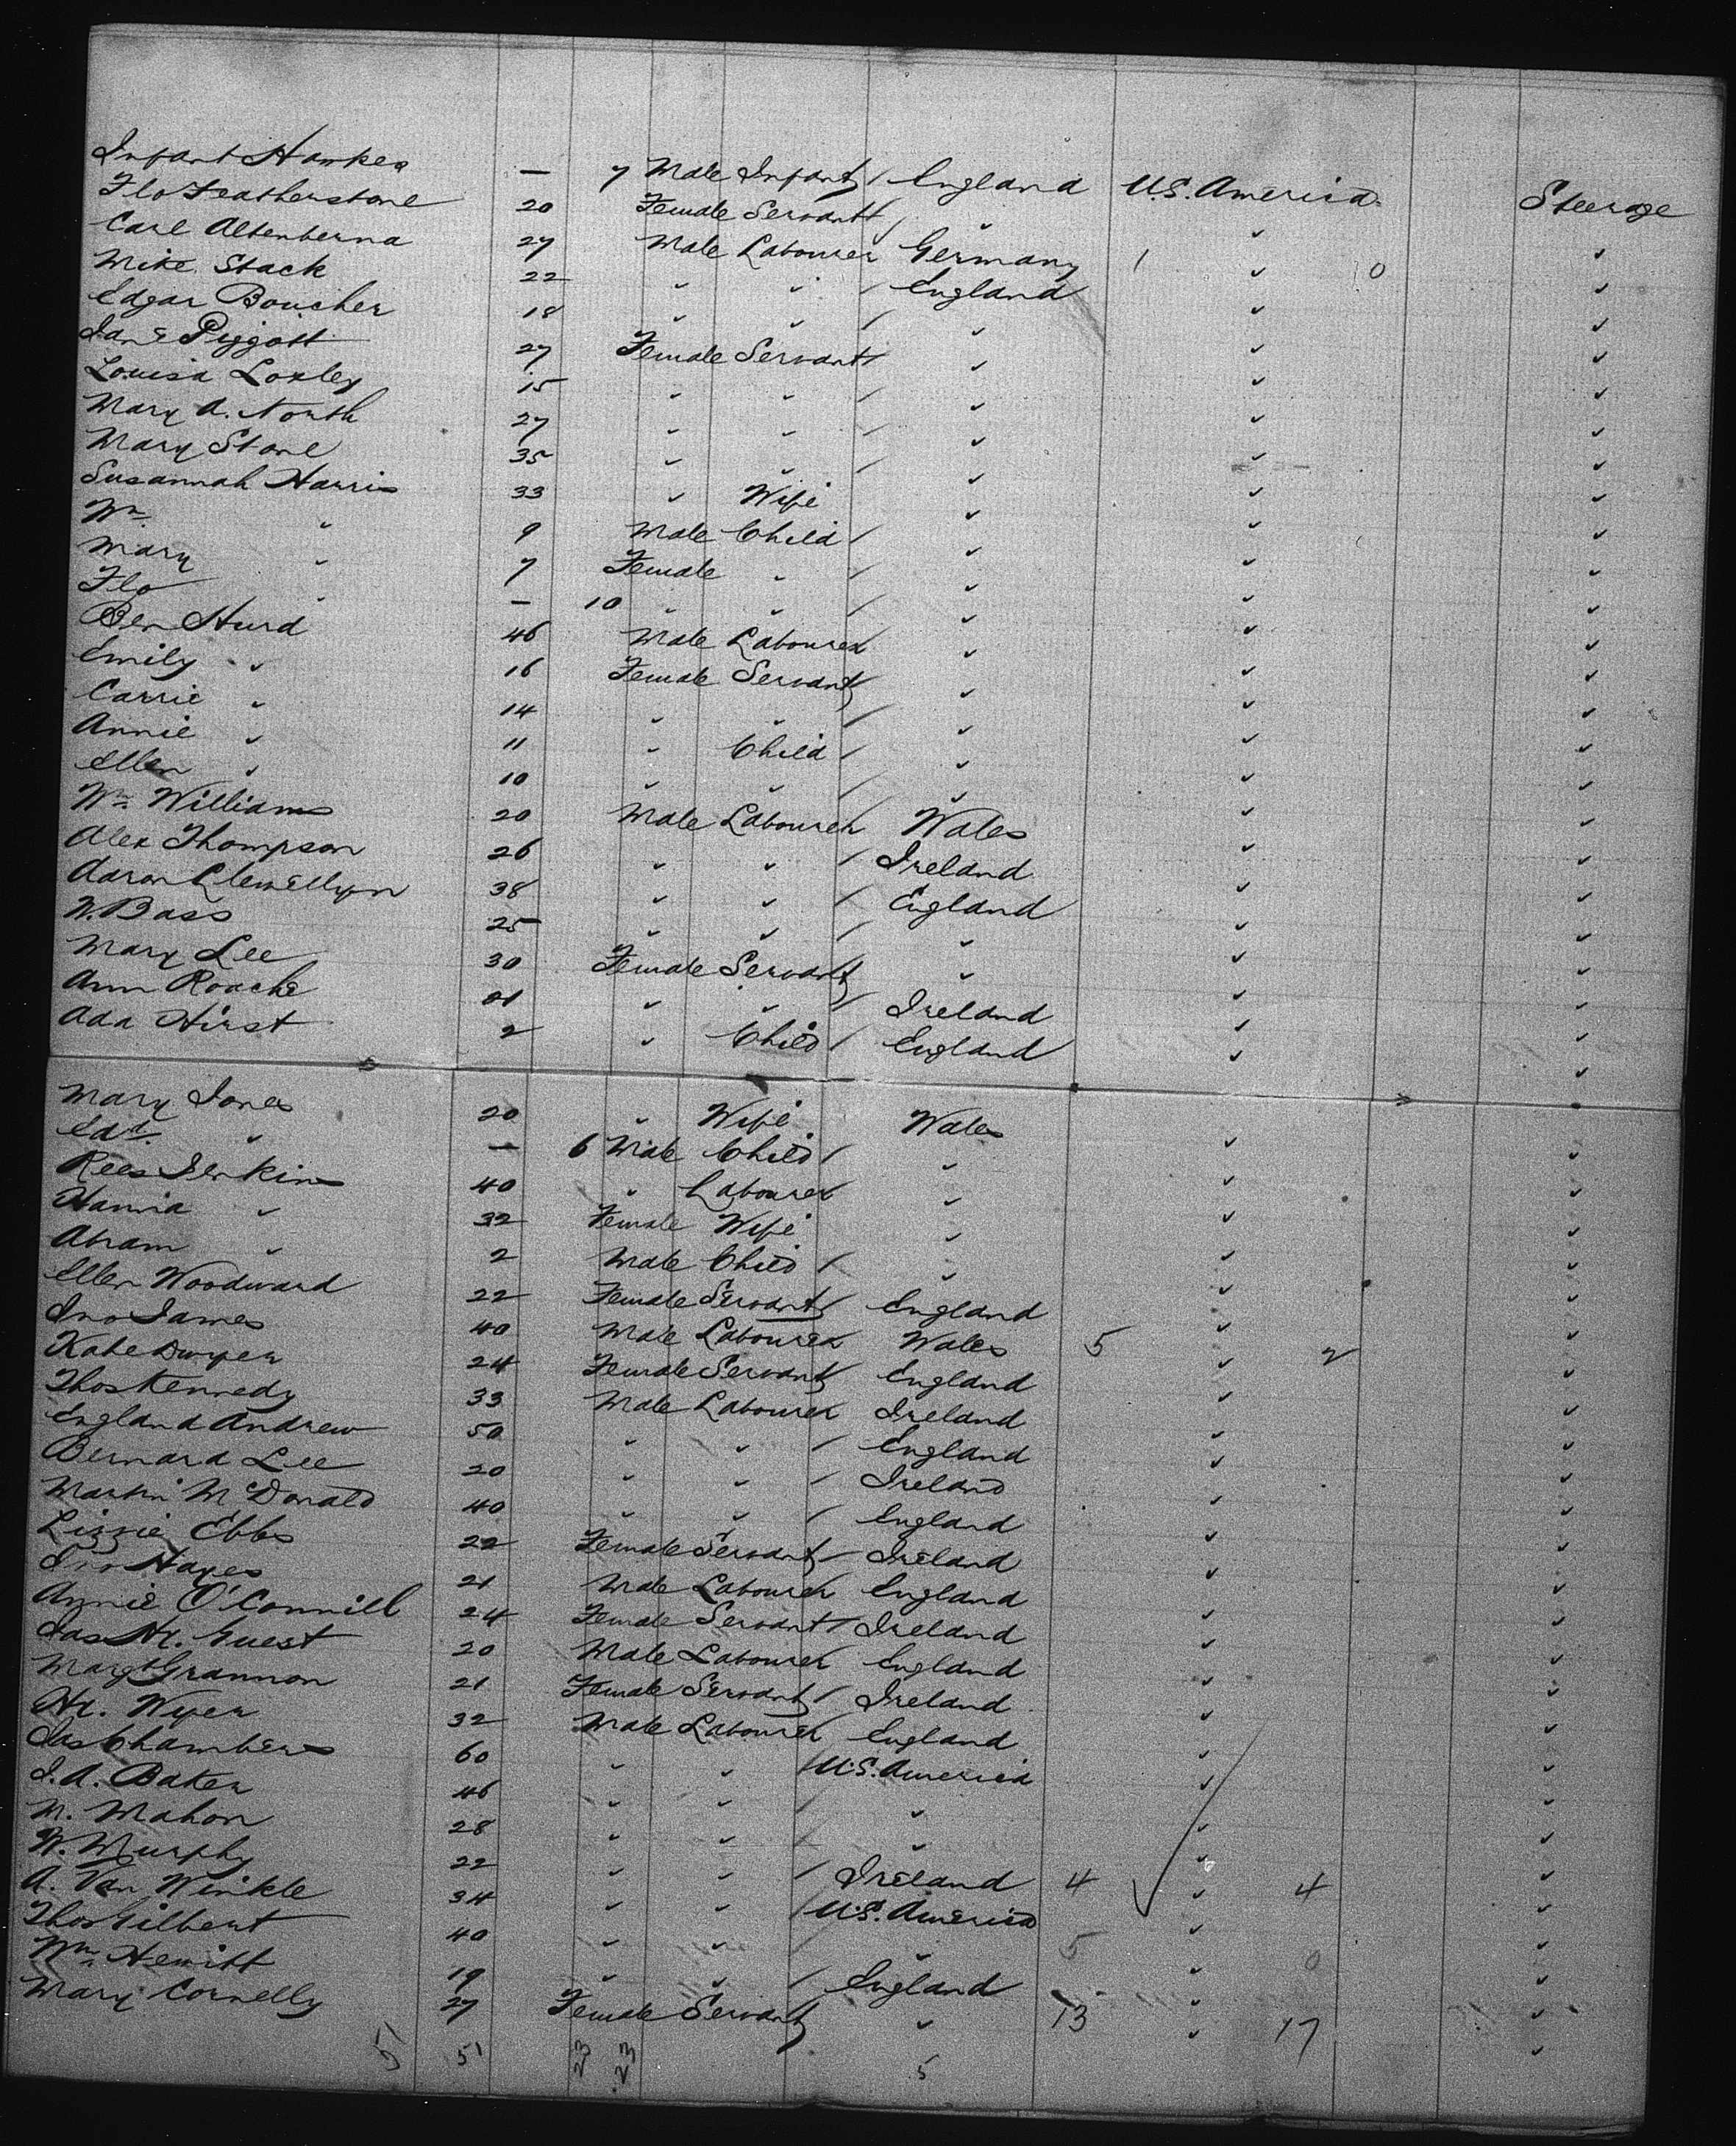 Infant Hawkes — 7 Male Infant / England U.S. America. Steerage
Flo Featherstone 20 Female Servant / " " "
Carl Altenberna 27 Male Labourer Germany 1 " 0 "
Mike Stack 22 " " / England " "
Edgar Boucher 18 " " / " " "
Jane Piggott 27 Female Servant / " " "
Louisa Loxley 15 " " / " " "
Mary A. North 27 " " / " " "
Mary Stone 35 " " / " " "
Susannah Harris 33 " Wife " " "
Wm " 9 Male Child / " " "
Mary " 7 Female " / " " "
Flo " — 10 " " / " " "
Ben Hurd 46 Male Labourer " " "
Emily " 16 Female Servant " " "
Carrie " 14 " " / " " "
Annie " 11 " Child / " " "
Ellen " 10 " " / " " "
Wm Williams 20 Male Labourer Wales " "
Alex Thompson 26 " " / Ireland " "
Aaron Llewellyn 38 " " / England " "
W. Bass 25 " " / " " "
Mary Lee 30 Female Servant " " "
Ann Roache 21 " " / Ireland " "
Ada Hirst 2 " Child / England " "
Mary Jones 20 " Wife Wales " "
Edd " — 6 Male Child / " " "
Rees Jenkins 40 " Labourer " " "
Hannia " 32 Female Wife " " "
Abram " 2 Male Child / " " "
Ellen Woodward 22 Female Servant / England " "
Jno James 40 Male Labourer Wales 5 " 2 "
Kate Dwyer 24 Female Servant England " "
Thos Kennedy 33 Male Labourer Ireland " "
England Andrew 50 " " / England " "
Bernard Lee 20 " " / Ireland " "
Martin McDonald 40 " " / England " "
Lizzie Ebbs 22 Female Servant / Ireland " "
Jno Hayes 21 Male Labourer England " "
Annie O'Connill 24 Female Servant / Ireland " "
Jas Hy. Guest 20 Male Labourer England " "
Margt Grannon 21 Female Servant / Ireland " "
Hy. Wyer 32 Male Labourer England " "
Jas Chambers 60 " " / U.S. America " "
J. A. Baker 46 " " / " " "
M. Mahon 28 " " / " " "
W. Murphy 22 " " / Ireland 4 " 4 "
A. Van Winkle 34 " " / U.S. America " "
Thos Gilbert 40 " " / " 5 " 0 "
Wm Hewitt 19 " " / England " "
Mary Connelly 27 Female Servant " 13 " 17 "
51 51 23 23 5